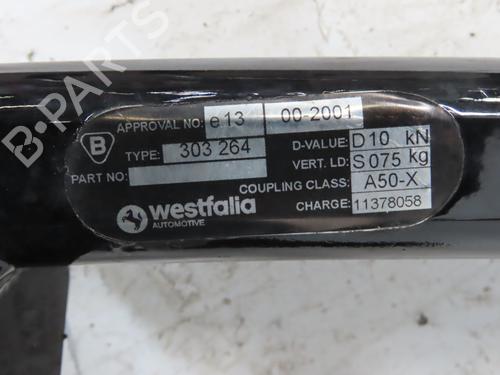 B-PARTS
APPROVAL NO: e13 00-2001
B
TYPE: 303 264
D-VALUE: D10 kN
PART NO:
VERT. LD: S075 kg
COUPLING CLASS: A50-X
westfalia
AUTOMOTIVE
CHARGE: 11378058